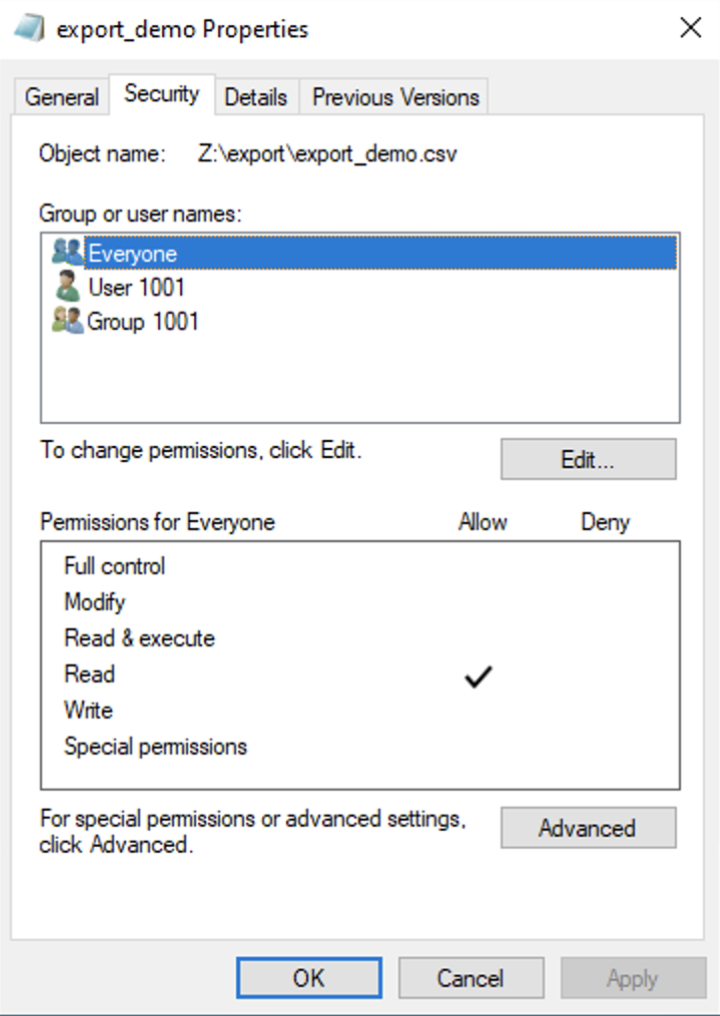 export_demo Properties
General Security Details Previous Versions
Object name: Z:\export\export_demo.csv
Group or user names:
Everyone
User 1001
Group 1001
To change permissions, click Edit.
Edit...
Permissions for Everyone Allow Deny
Full control
Modify
Read & execute
Read
Write
Special permissions
For special permissions or advanced settings,
click Advanced.
Advanced
OK Cancel Apply